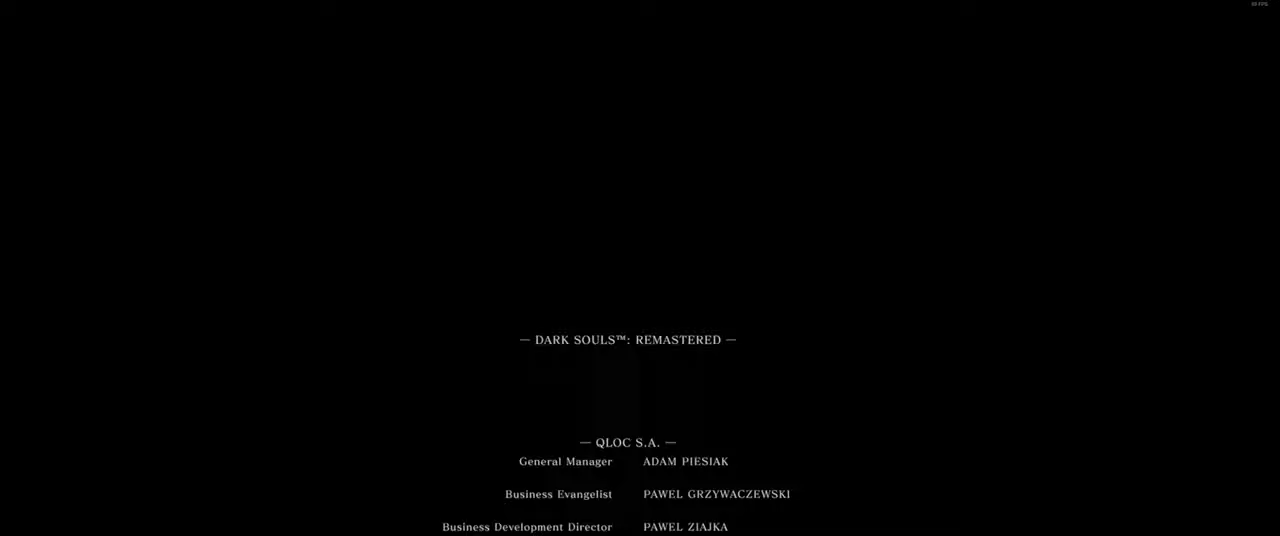 — DARK SOULS™: REMASTERED —
— QLOC S.A. —
General Manager ADAM PIESIAK
Business Evangelist PAWEL GRZYWACZEWSKI
Business Development Director PAWEL ZIAJKA